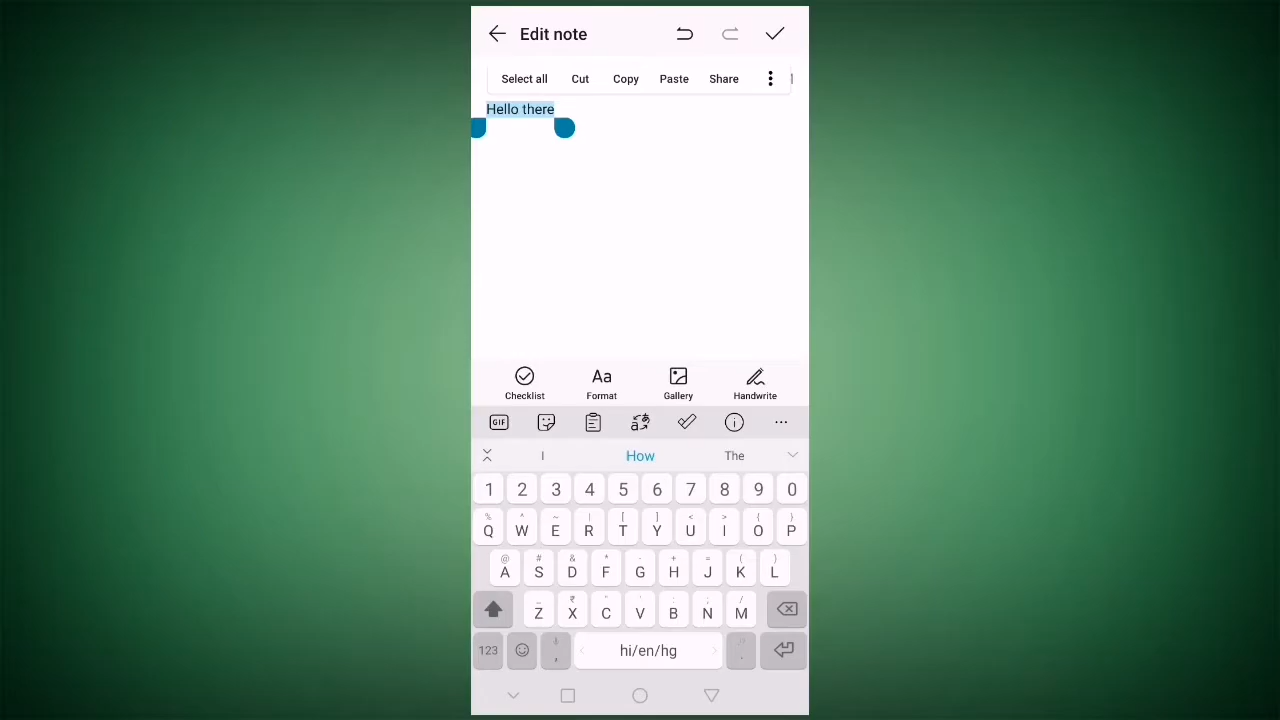 Edit note
Select all Cut Copy Paste Share
Hello there
Checklist Format Gallery Handwrite
GIF
I How The
1 2 3 4 5 6 7 8 9 0
% ^ ~ | [ ] < > { }
Q W E R T Y U I O P
@ # & * - + = ( )
A S D F G H J K L
_ ₹ " ' : ; /
Z X C V B N M
123 , hi/en/hg .